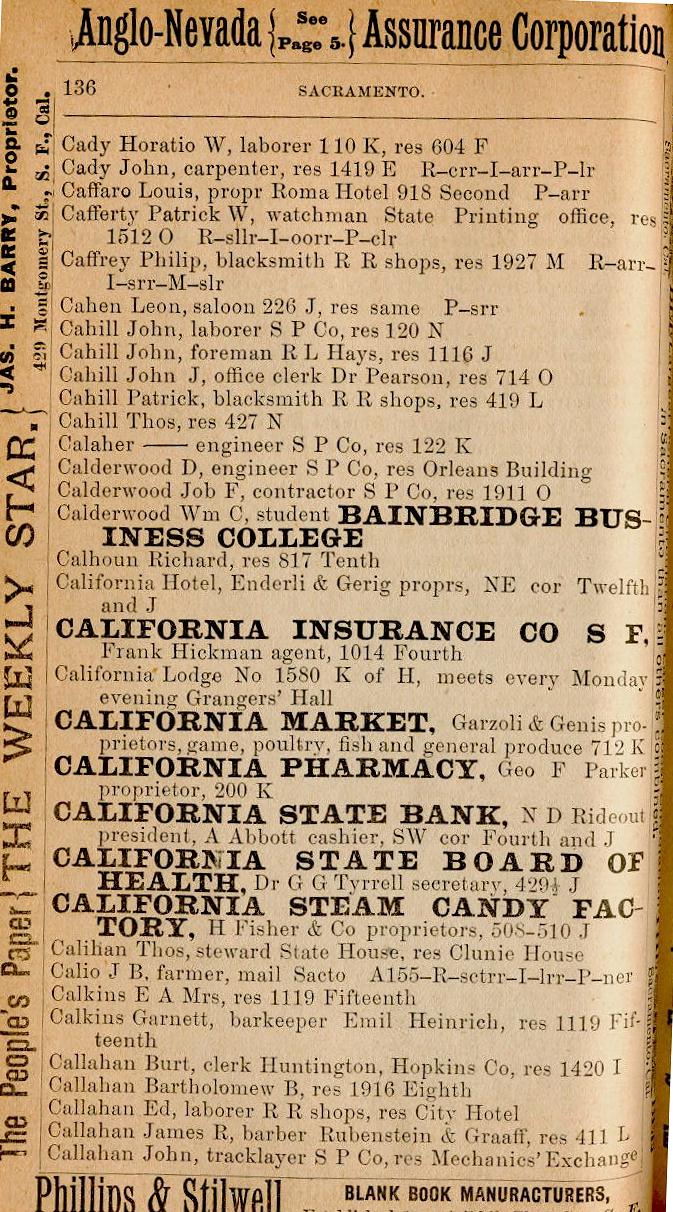 Anglo-Nevada { See Page 5. } Assurance Corporation
136 SACRAMENTO.
Cady Horatio W, laborer 110 K, res 604 F
Cady John, carpenter, res 1419 E R-crr-I-arr-P-lr
Caffaro Louis, propr Roma Hotel 918 Second P-arr
Cafferty Patrick W, watchman State Printing office, res
1512 O R-sllr-I-oorr-P-clr
Caffrey Philip, blacksmith R R shops, res 1927 M R-arr-
I-srr-M-slr
Cahen Leon, saloon 226 J, res same P-srr
Cahill John, laborer S P Co, res 120 N
Cahill John, foreman R L Hays, res 1116 J
Cahill John J, office clerk Dr Pearson, res 714 O
Cahill Patrick, blacksmith R R shops, res 419 L
Cahill Thos, res 427 N
Calaher —— engineer S P Co, res 122 K
Calderwood D, engineer S P Co, res Orleans Building
Calderwood Job F, contractor S P Co, res 1911 O
Calderwood Wm C, student BAINBRIDGE BUS-
INESS COLLEGE
Calhoun Richard, res 817 Tenth
California Hotel, Enderli & Gerig proprs, NE cor Twelfth
and J
CALIFORNIA INSURANCE CO S F,
Frank Hickman agent, 1014 Fourth
California Lodge No 1580 K of H, meets every Monday
evening Grangers' Hall
CALIFORNIA MARKET, Garzoli & Genis pro-
prietors, game, poultry, fish and general produce 712 K
CALIFORNIA PHARMACY, Geo F Parker
proprietor, 200 K
CALIFORNIA STATE BANK, N D Rideout
president, A Abbott cashier, SW cor Fourth and J
CALIFORNIA STATE BOARD OF
HEALTH, Dr G G Tyrrell secretary, 429½ J
CALIFORNIA STEAM CANDY FAC-
TORY, H Fisher & Co proprietors, 508-510 J
Calihan Thos, steward State House, res Clunie House
Calio J B, farmer, mail Sacto A155-R-sctrr-I-lrr-P-ner
Calkins E A Mrs, res 1119 Fifteenth
Calkins Garnett, barkeeper Emil Heinrich, res 1119 Fif-
teenth
Callahan Burt, clerk Huntington, Hopkins Co, res 1420 I
Callahan Bartholomew B, res 1916 Eighth
Callahan Ed, laborer R R shops, res City Hotel
Callahan James R, barber Rubenstein & Graaff, res 411 L
Callahan John, tracklayer S P Co, res Mechanics' Exchange
Phillips & Stilwell BLANK BOOK MANURACTURERS,
The People's Paper } THE WEEKLY STAR. } JAS. H. BARRY, Proprietor.
429 Montgomery St., S. F., Cal.
in Sacramento than all others combined.
Sacramento, Cal.